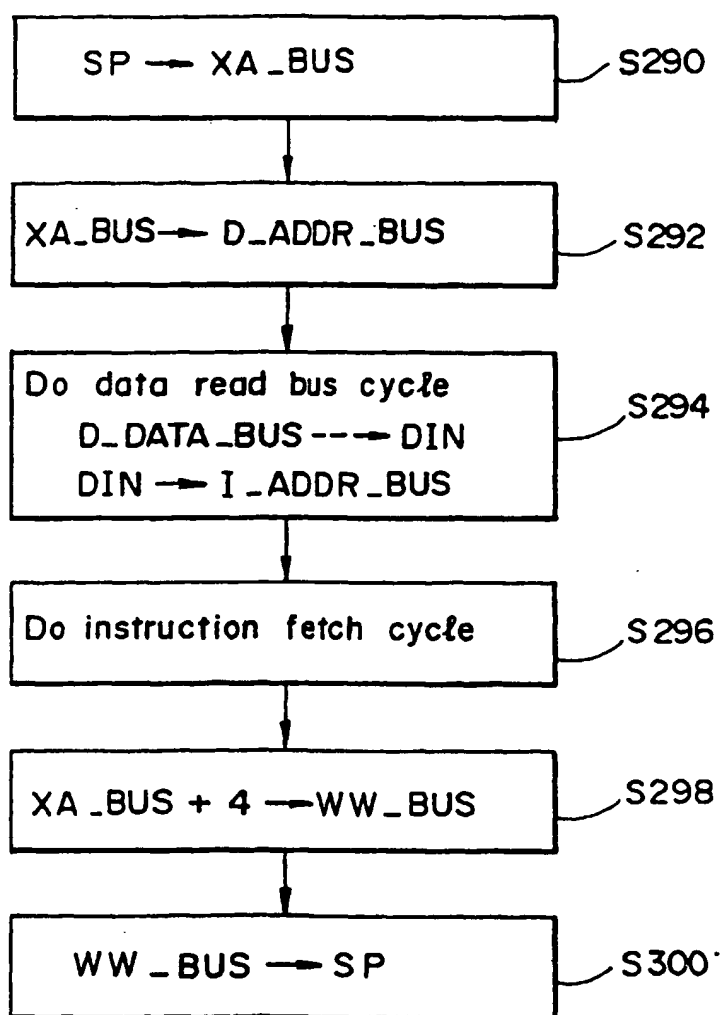 SP → XA_BUS
S290
XA_BUS → D_ADDR_BUS
S292
Do data read bus cycle
D_DATA_BUS ---→ DIN
DIN → I_ADDR_BUS
S294
Do instruction fetch cycle
S296
XA_BUS + 4 → WW_BUS
S298
WW_BUS → SP
S300